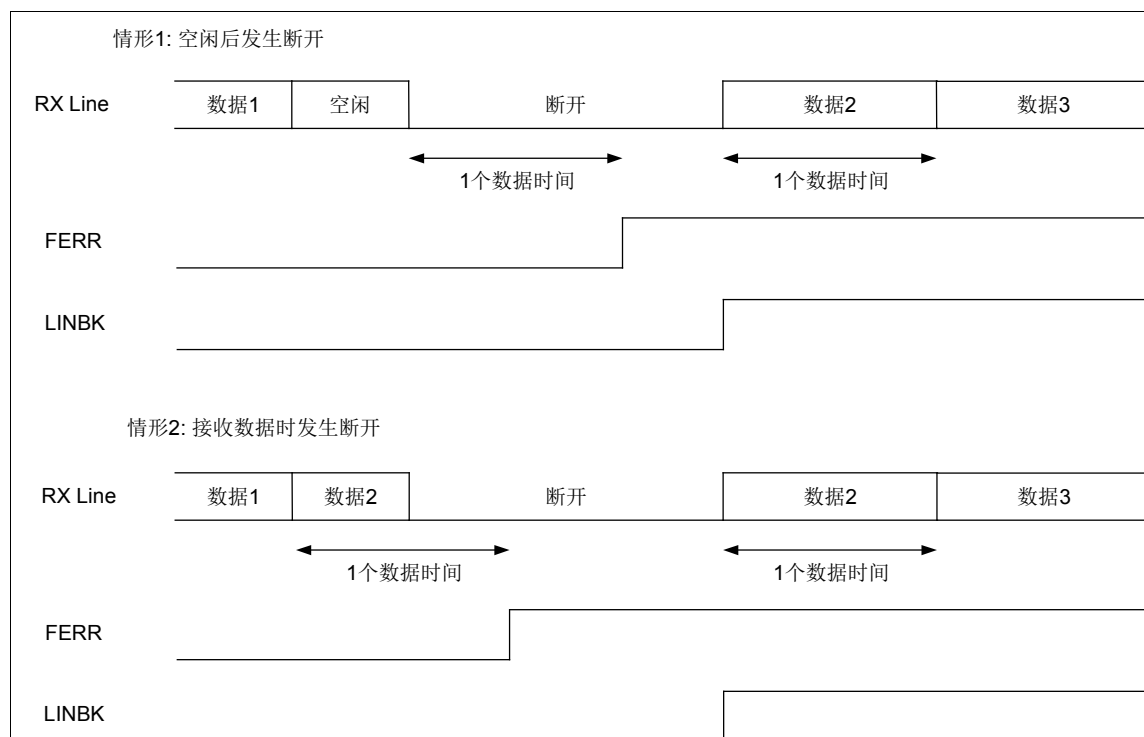 情形1: 空闲后发生断开
RX Line 数据1 空闲 断开 数据2 数据3
1个数据时间 1个数据时间
FERR
LINBK
情形2: 接收数据时发生断开
RX Line 数据1 数据2 断开 数据2 数据3
1个数据时间 1个数据时间
FERR
LINBK